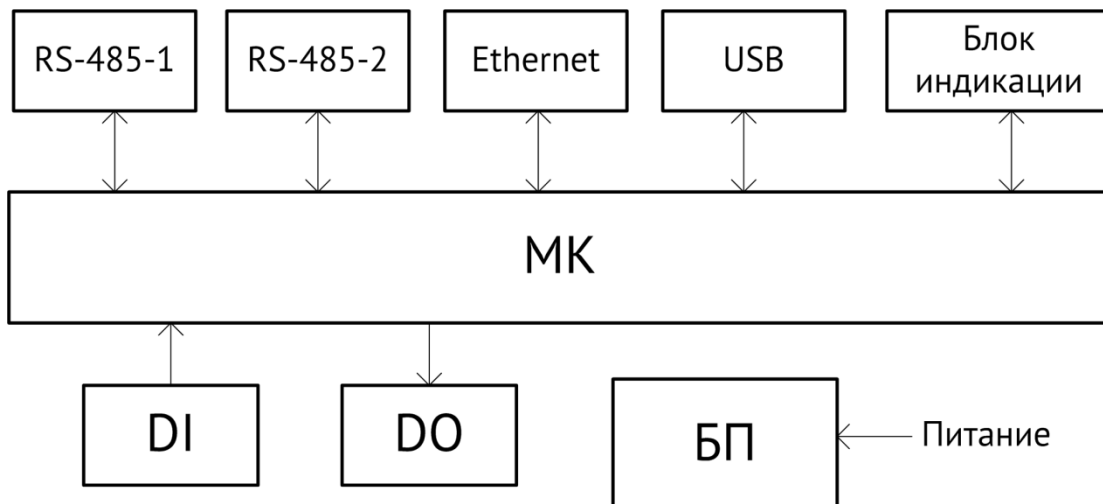 RS-485-1
RS-485-2
Ethernet
USB
Блок
индикации
МК
DI
DO
БП
Питание